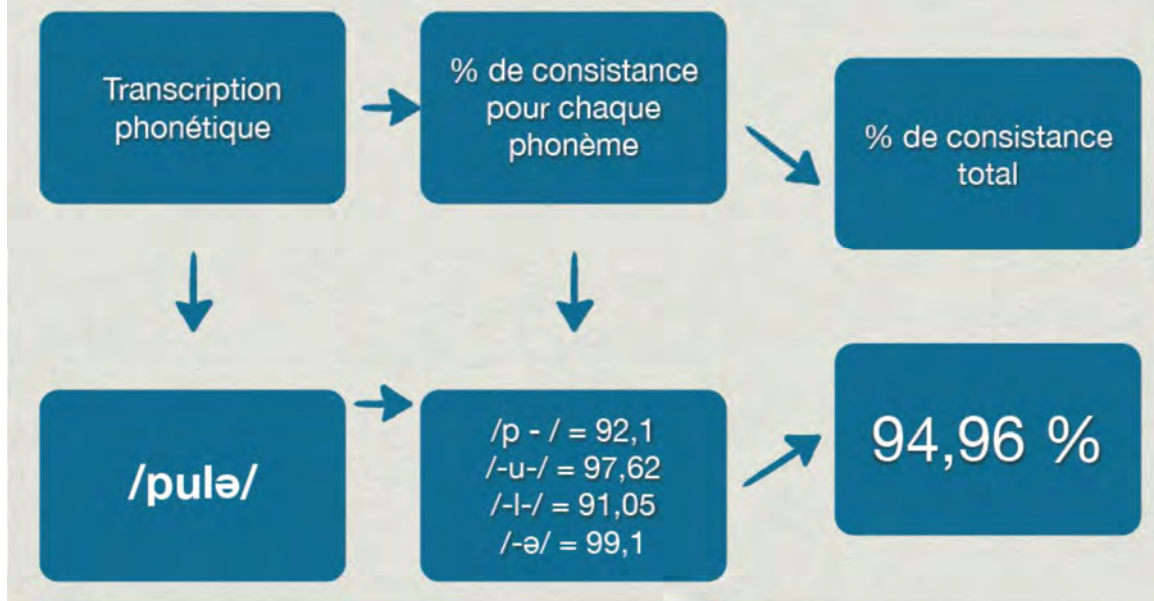 Transcription
phonétique
% de consistance
pour chaque
phonème
% de consistance
total
/pulə/
/p - / = 92,1
/-u-/ = 97,62
/-l-/ = 91,05
/-ə/ = 99,1
94,96 %